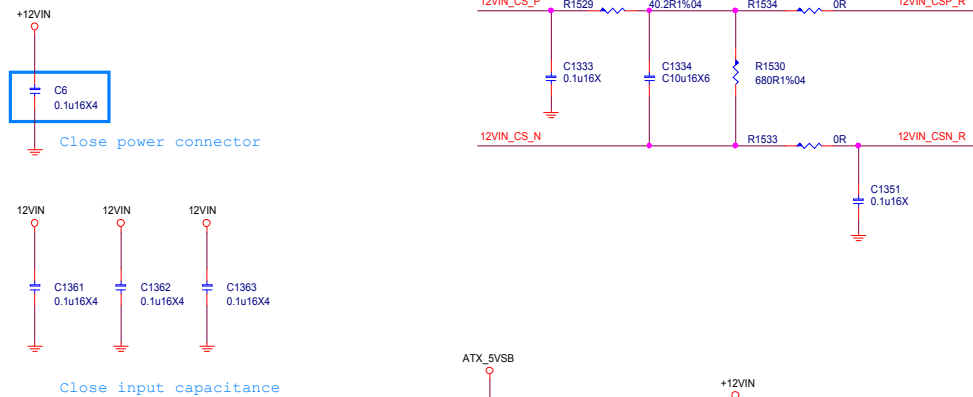 +12VIN
C6
0.1u16X4
Close power connector
12VIN 12VIN 12VIN
C1361 C1362 C1363
0.1u16X4 0.1u16X4 0.1u16X4
Close input capacitance
12VIN_CS_P R1529 40.2R1%04 R1534 0R 12VIN_CSP_R
C1333 C1334 R1530
0.1u16X C10u16X6 680R1%04
12VIN_CS_N R1533 0R 12VIN_CSN_R
C1351
0.1u16X
ATX_5VSB
+12VIN